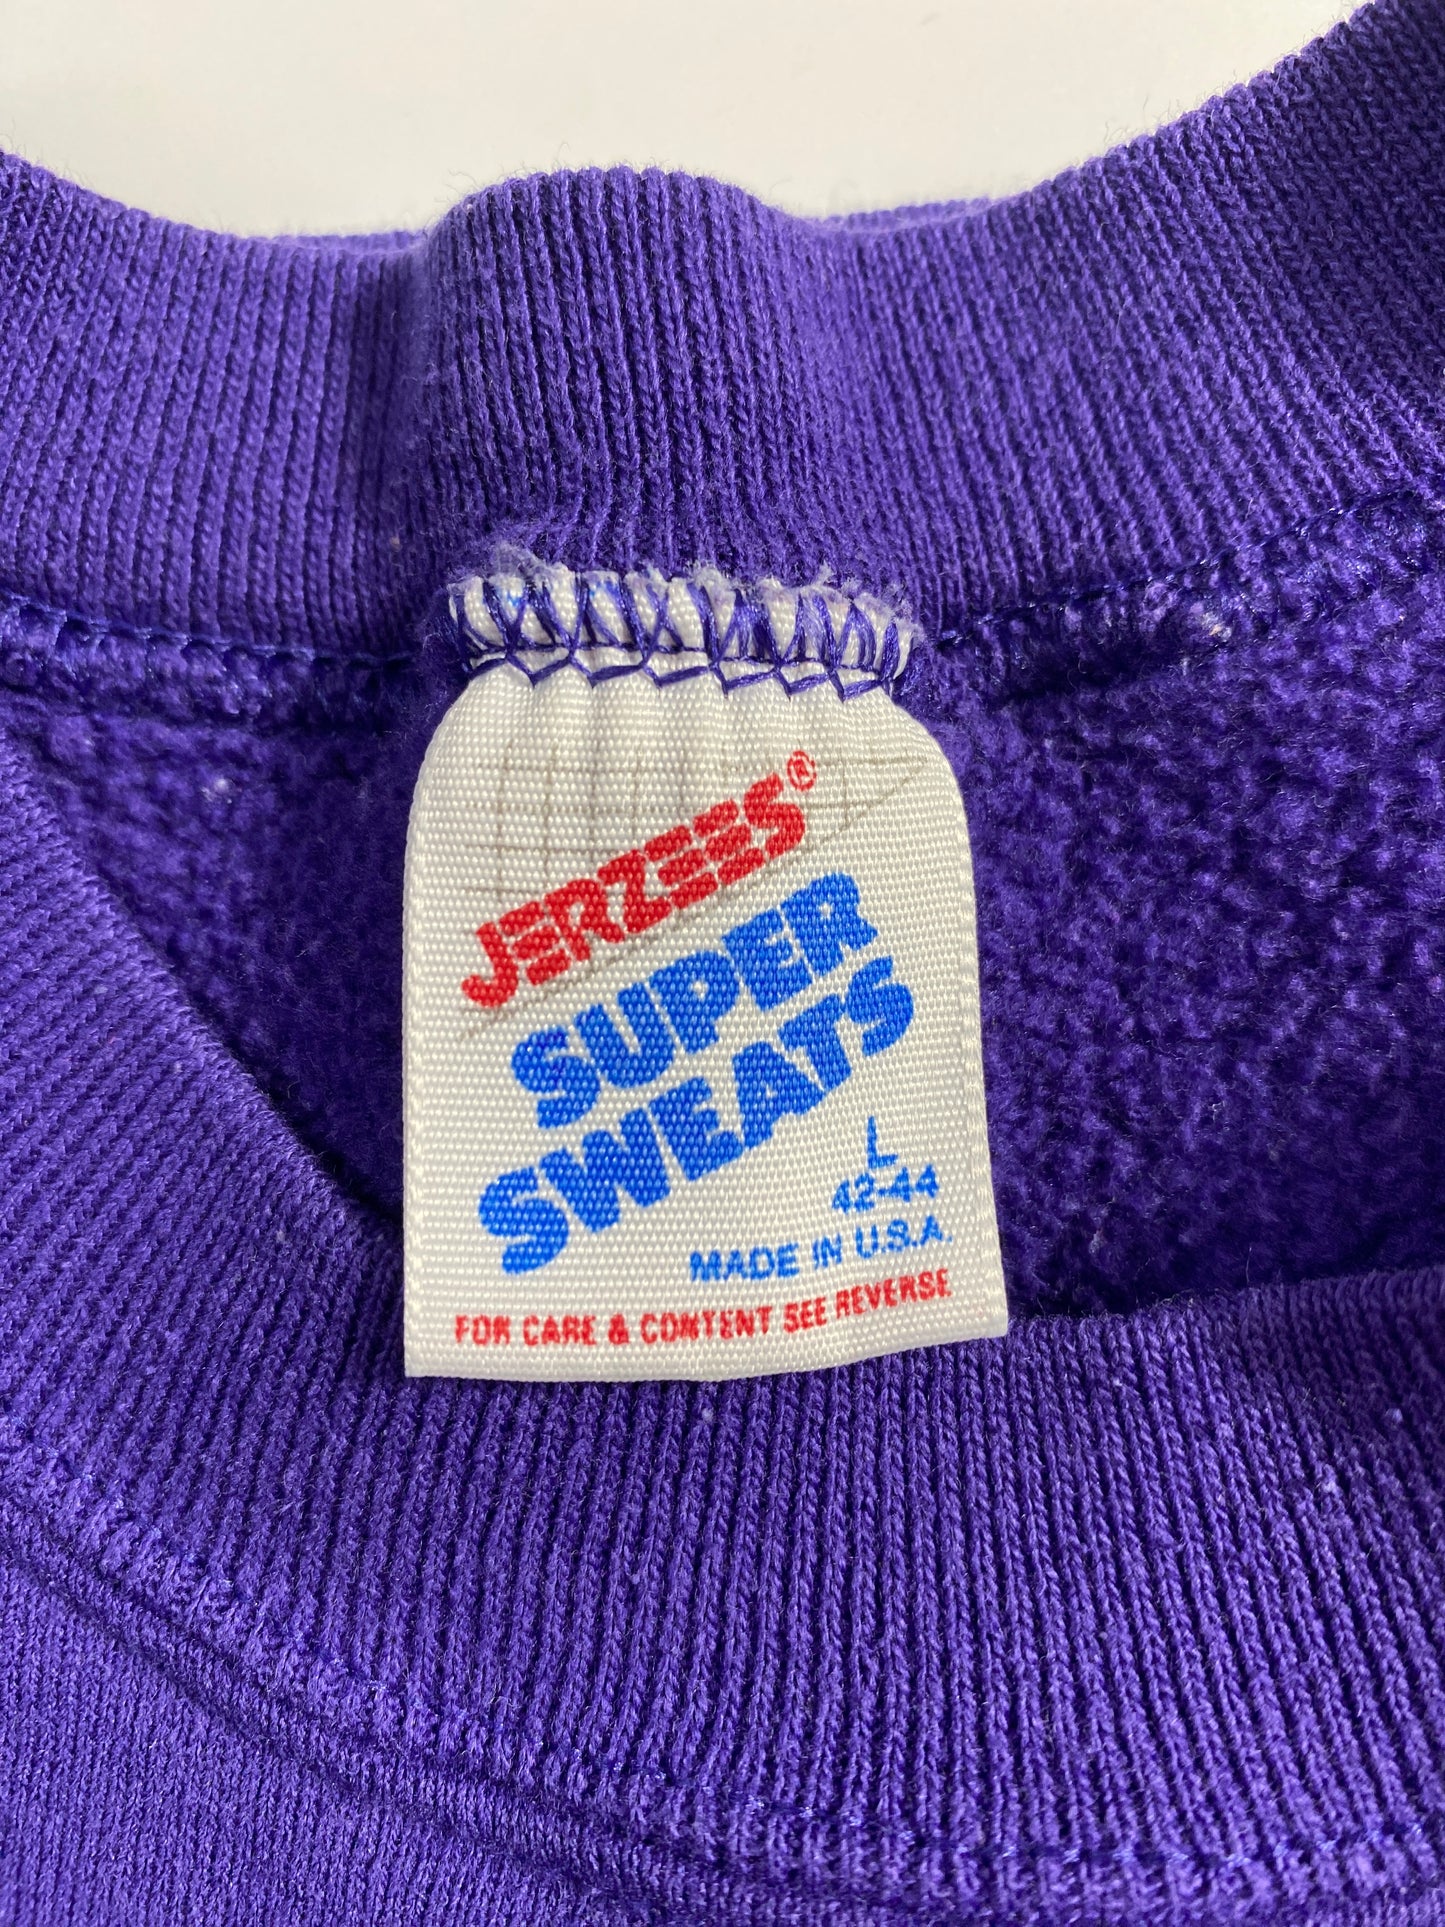 JERZEES®
SUPER
SWEATS
L
42-44
MADE IN U.S.A.
FOR CARE & CONTENT SEE REVERSE